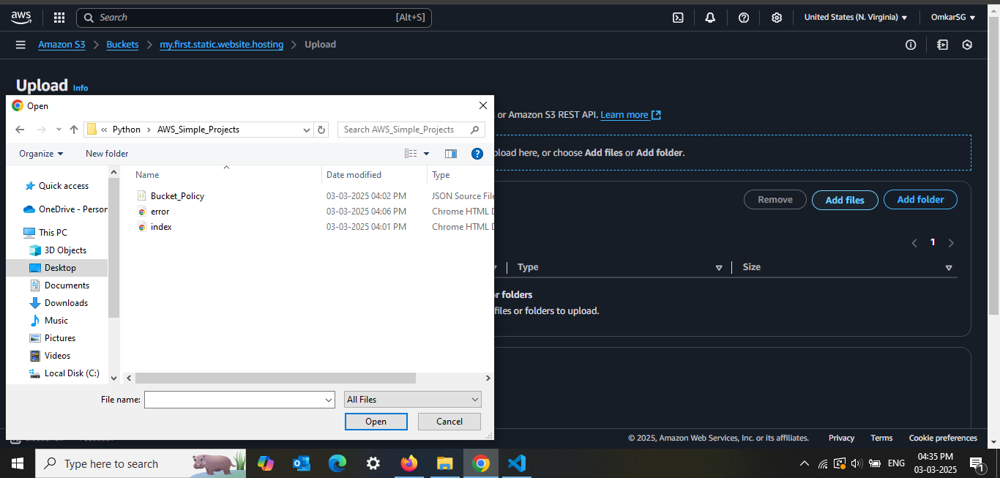 aws
Search [Alt+S]
United States (N. Virginia)
OmkarSG
Amazon S3 > Buckets > my.first.static.website.hosting > Upload
Upload Info
Open
or Amazon S3 REST API. Learn more
« Python > AWS_Simple_Projects
Search AWS_Simple_Projects
load here, or choose Add files or Add folder.
Organize
New folder
Name
Date modified
Type
Quick access
OneDrive - Person
This PC
3D Objects
Desktop
Documents
Downloads
Music
Pictures
Videos
Local Disk (C:)
Bucket_Policy 03-03-2025 04:02 PM JSON Source File
error 03-03-2025 04:06 PM Chrome HTML D
index 03-03-2025 04:01 PM Chrome HTML D
Remove
Add files
Add folder
1
Type
Size
r folders
files or folders to upload.
File name:
All Files
Open
Cancel
© 2025, Amazon Web Services, Inc. or its affiliates.
Privacy
Terms
Cookie preferences
Type here to search
ENG
04:35 PM
03-03-2025
1